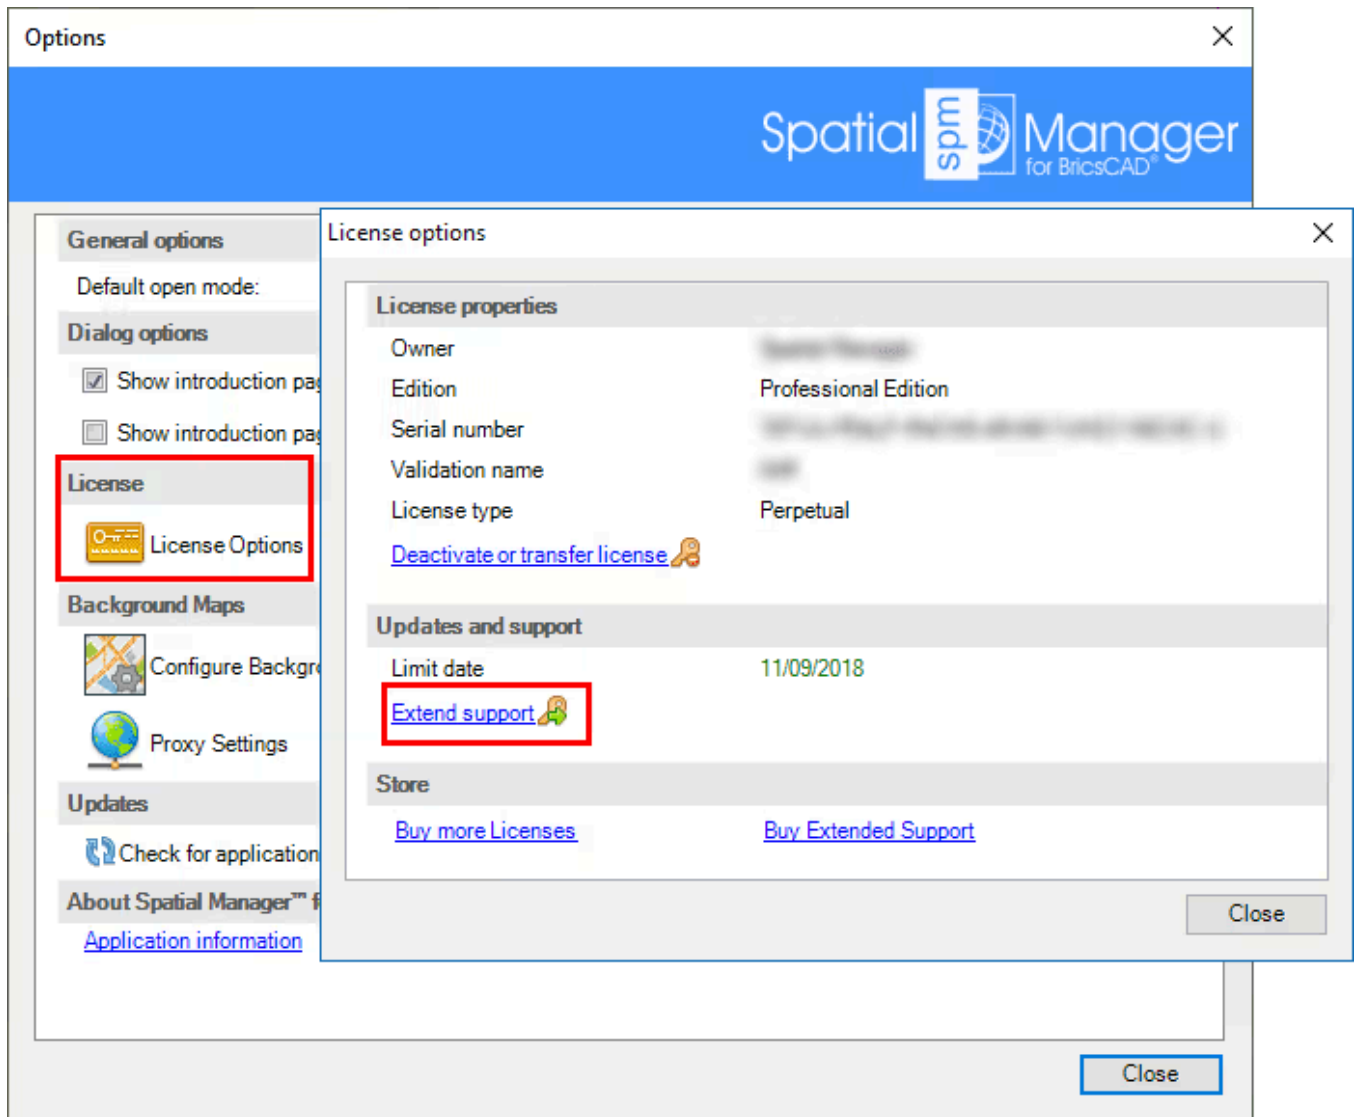 Options
Spatial spm Manager
for BricsCAD®
General options
Default open mode:
Dialog options
Show introduction pa
Show introduction pa
License
License Options
Background Maps
Configure Backgr
Proxy Settings
Updates
Check for application
About Spatial Manager™ f
Application information
Close
License options
License properties
Owner
Edition Professional Edition
Serial number
Validation name
License type Perpetual
Deactivate or transfer license
Updates and support
Limit date 11/09/2018
Extend support
Store
Buy more Licenses Buy Extended Support
Close